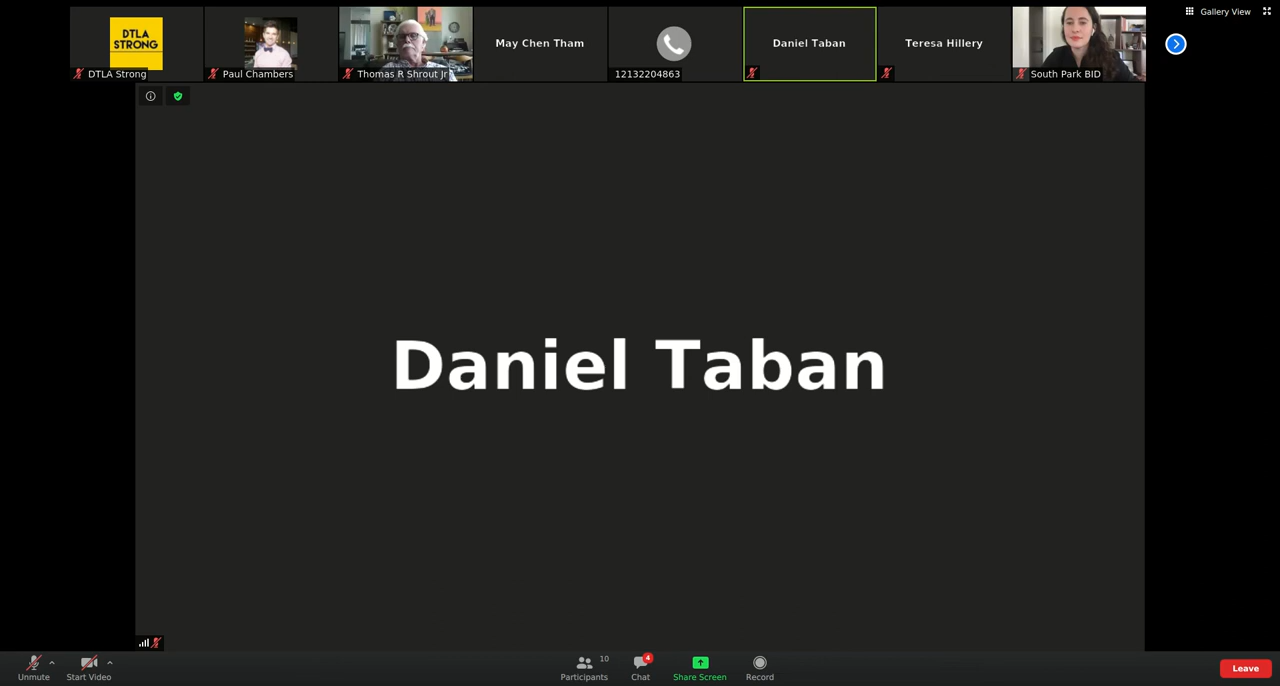 Gallery View
DTLA
STRONG
DTLA Strong
Paul Chambers
Thomas R Shrout Jr
May Chen Tham
12132204863
Daniel Taban
Teresa Hillery
South Park BID
Daniel Taban
Unmute
Start Video
Participants
10
Chat
4
Share Screen
Record
Leave